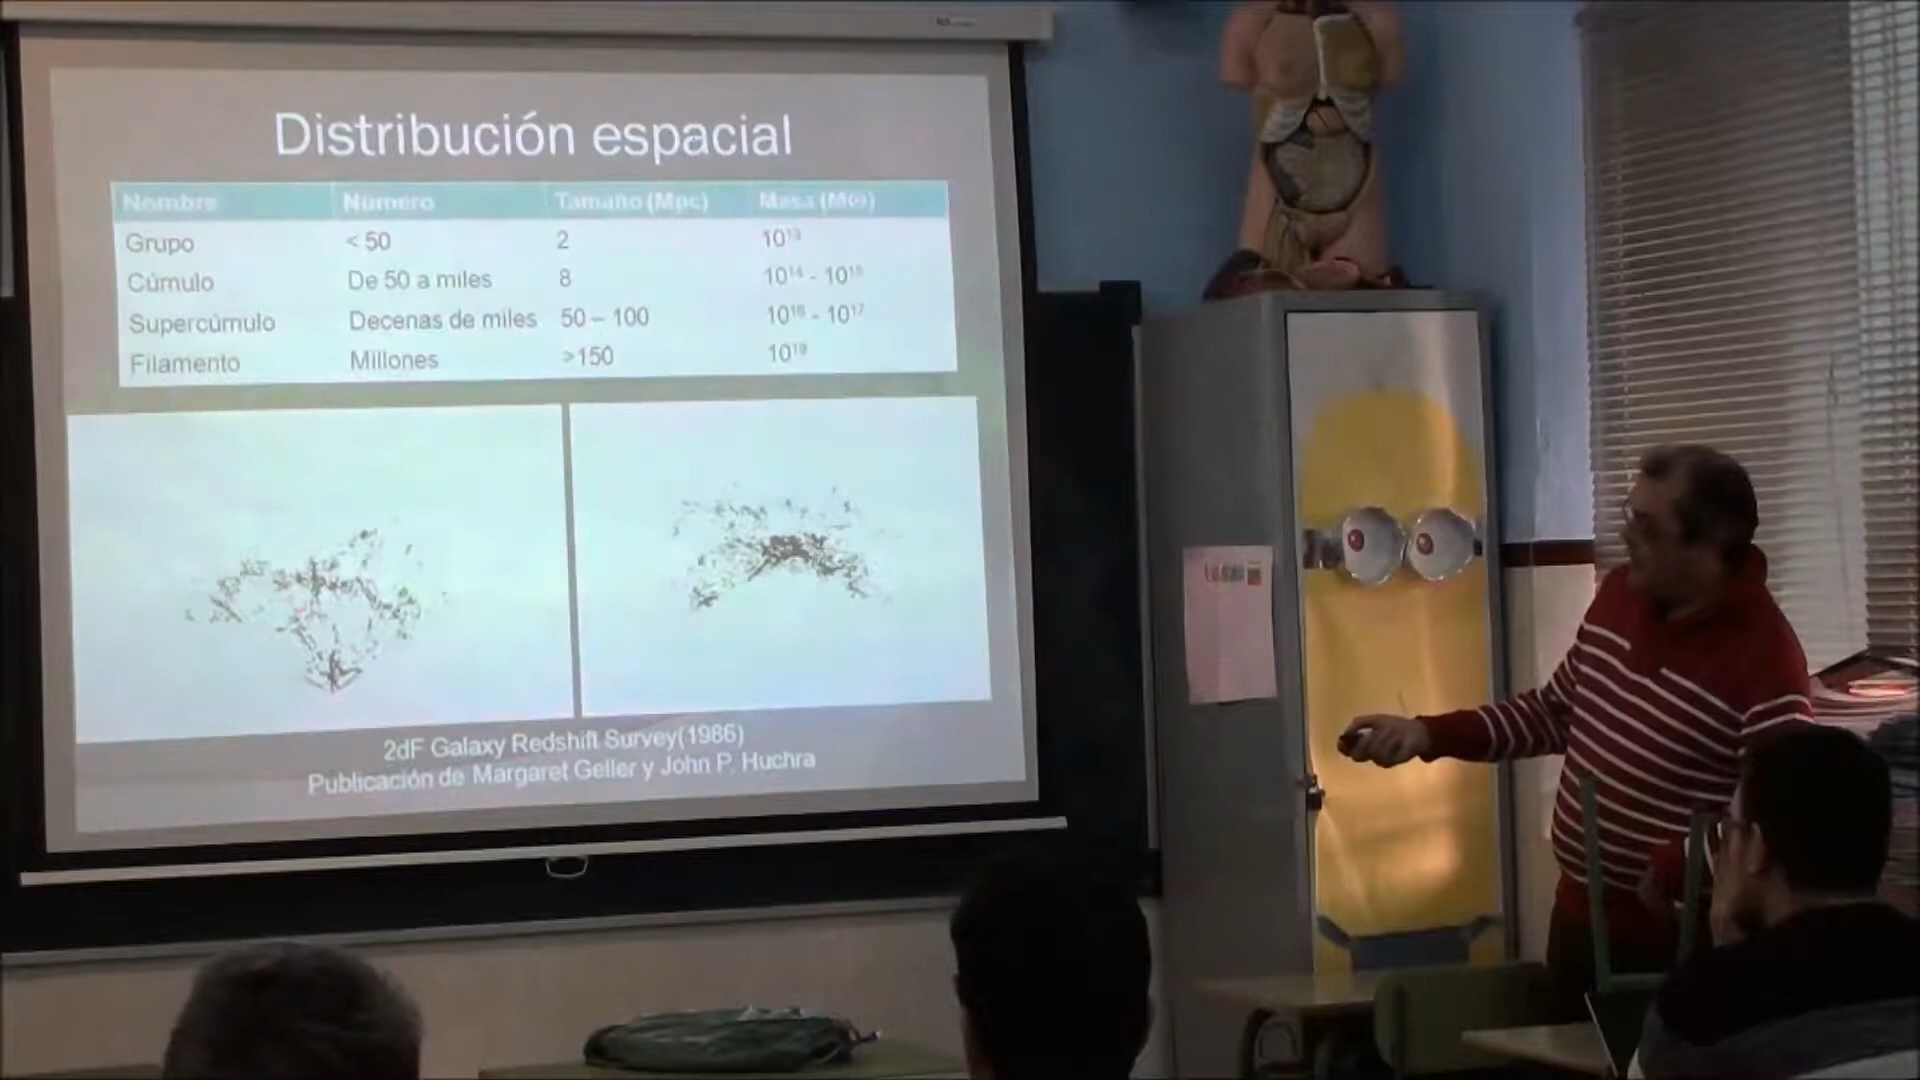 Distribución espacial
Nombre Número Tamaño (Mpc) Masa (M⊙)
Grupo < 50 2 10¹³
Cúmulo De 50 a miles 8 10¹⁴ - 10¹⁵
Supercúmulo Decenas de miles 50 – 100 10¹⁶ - 10¹⁷
Filamento Millones >150 10¹⁹
2dF Galaxy Redshift Survey(1986)
Publicación de Margaret Geller y John P. Huchra